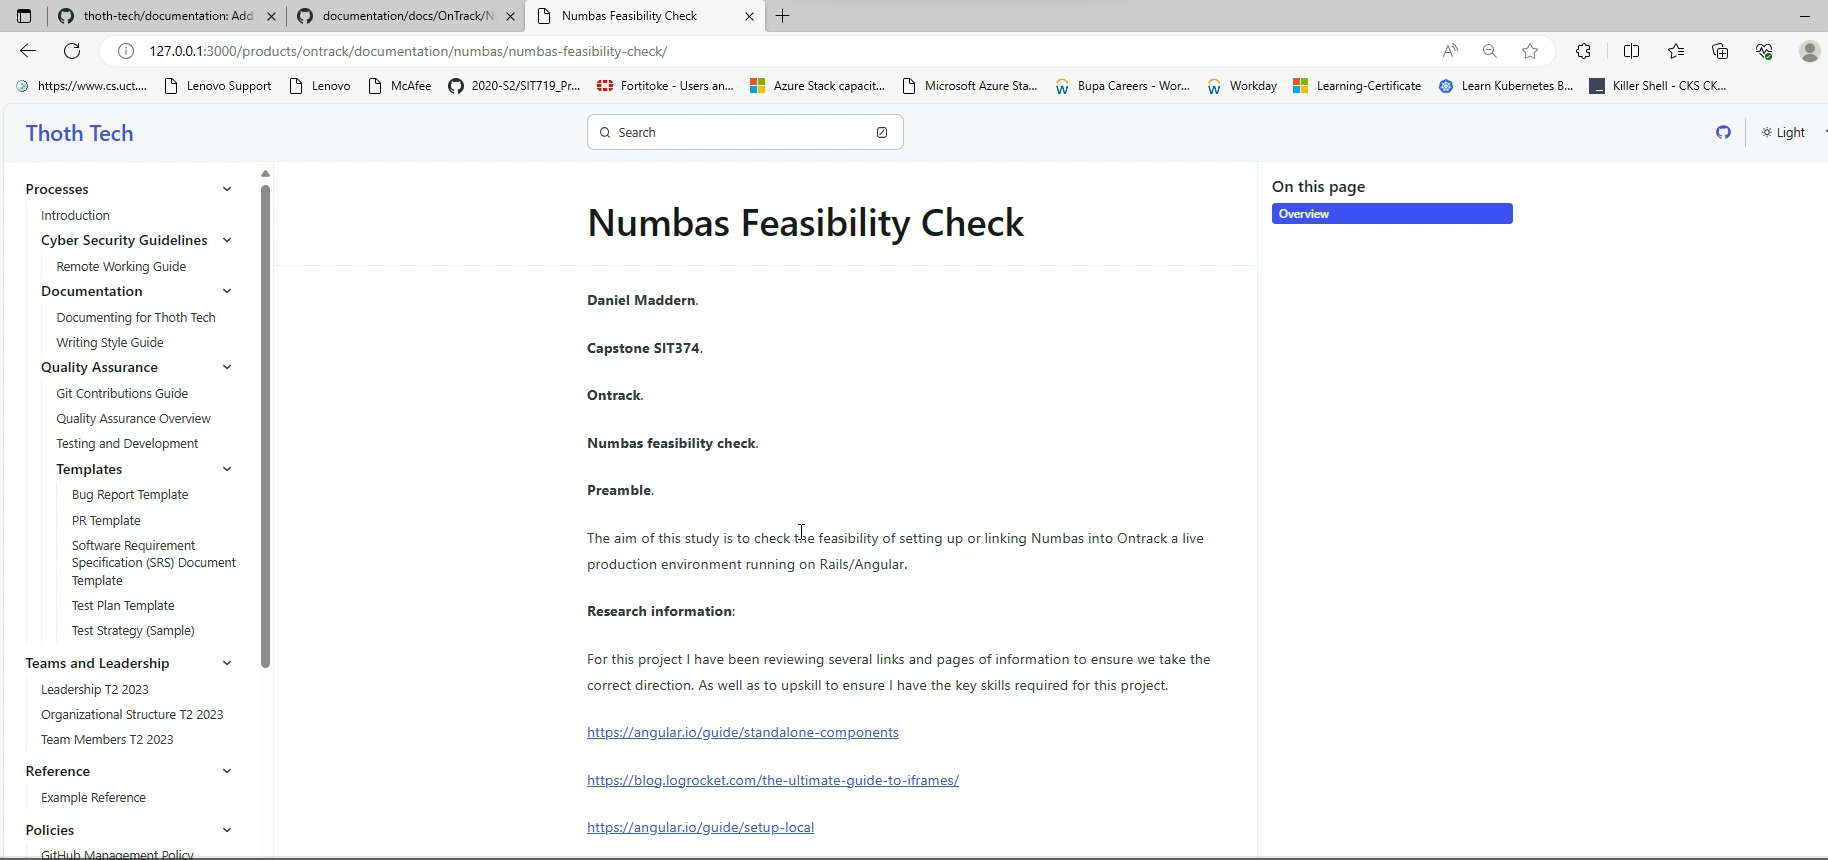 thoth-tech/documentation: Add
documentation/docs/OnTrack/N
Numbas Feasibility Check
127.0.0.1:3000/products/ontrack/documentation/numbas/numbas-feasibility-check/
https://www.cs.uct....
Lenovo Support
Lenovo
McAfee
2020-S2/SIT719_Pr...
Fortitoke - Users an...
Azure Stack capacit...
Microsoft Azure Sta...
Bupa Careers - Wor...
Workday
Learning-Certificate
Learn Kubernetes B...
Killer Shell - CKS CK...
Thoth Tech
Search
Light
Processes
Introduction
Cyber Security Guidelines
Remote Working Guide
Documentation
Documenting for Thoth Tech
Writing Style Guide
Quality Assurance
Git Contributions Guide
Quality Assurance Overview
Testing and Development
Templates
Bug Report Template
PR Template
Software Requirement
Specification (SRS) Document
Template
Test Plan Template
Test Strategy (Sample)
Teams and Leadership
Leadership T2 2023
Organizational Structure T2 2023
Team Members T2 2023
Reference
Example Reference
Policies
GitHub Management Policy
Numbas Feasibility Check
Daniel Maddern.
Capstone SIT374.
Ontrack.
Numbas feasibility check.
Preamble.
The aim of this study is to check the feasibility of setting up or linking Numbas into Ontrack a live
production environment running on Rails/Angular.
Research information:
For this project I have been reviewing several links and pages of information to ensure we take the
correct direction. As well as to upskill to ensure I have the key skills required for this project.
https://angular.io/guide/standalone-components
https://blog.logrocket.com/the-ultimate-guide-to-iframes/
https://angular.io/guide/setup-local
On this page
Overview